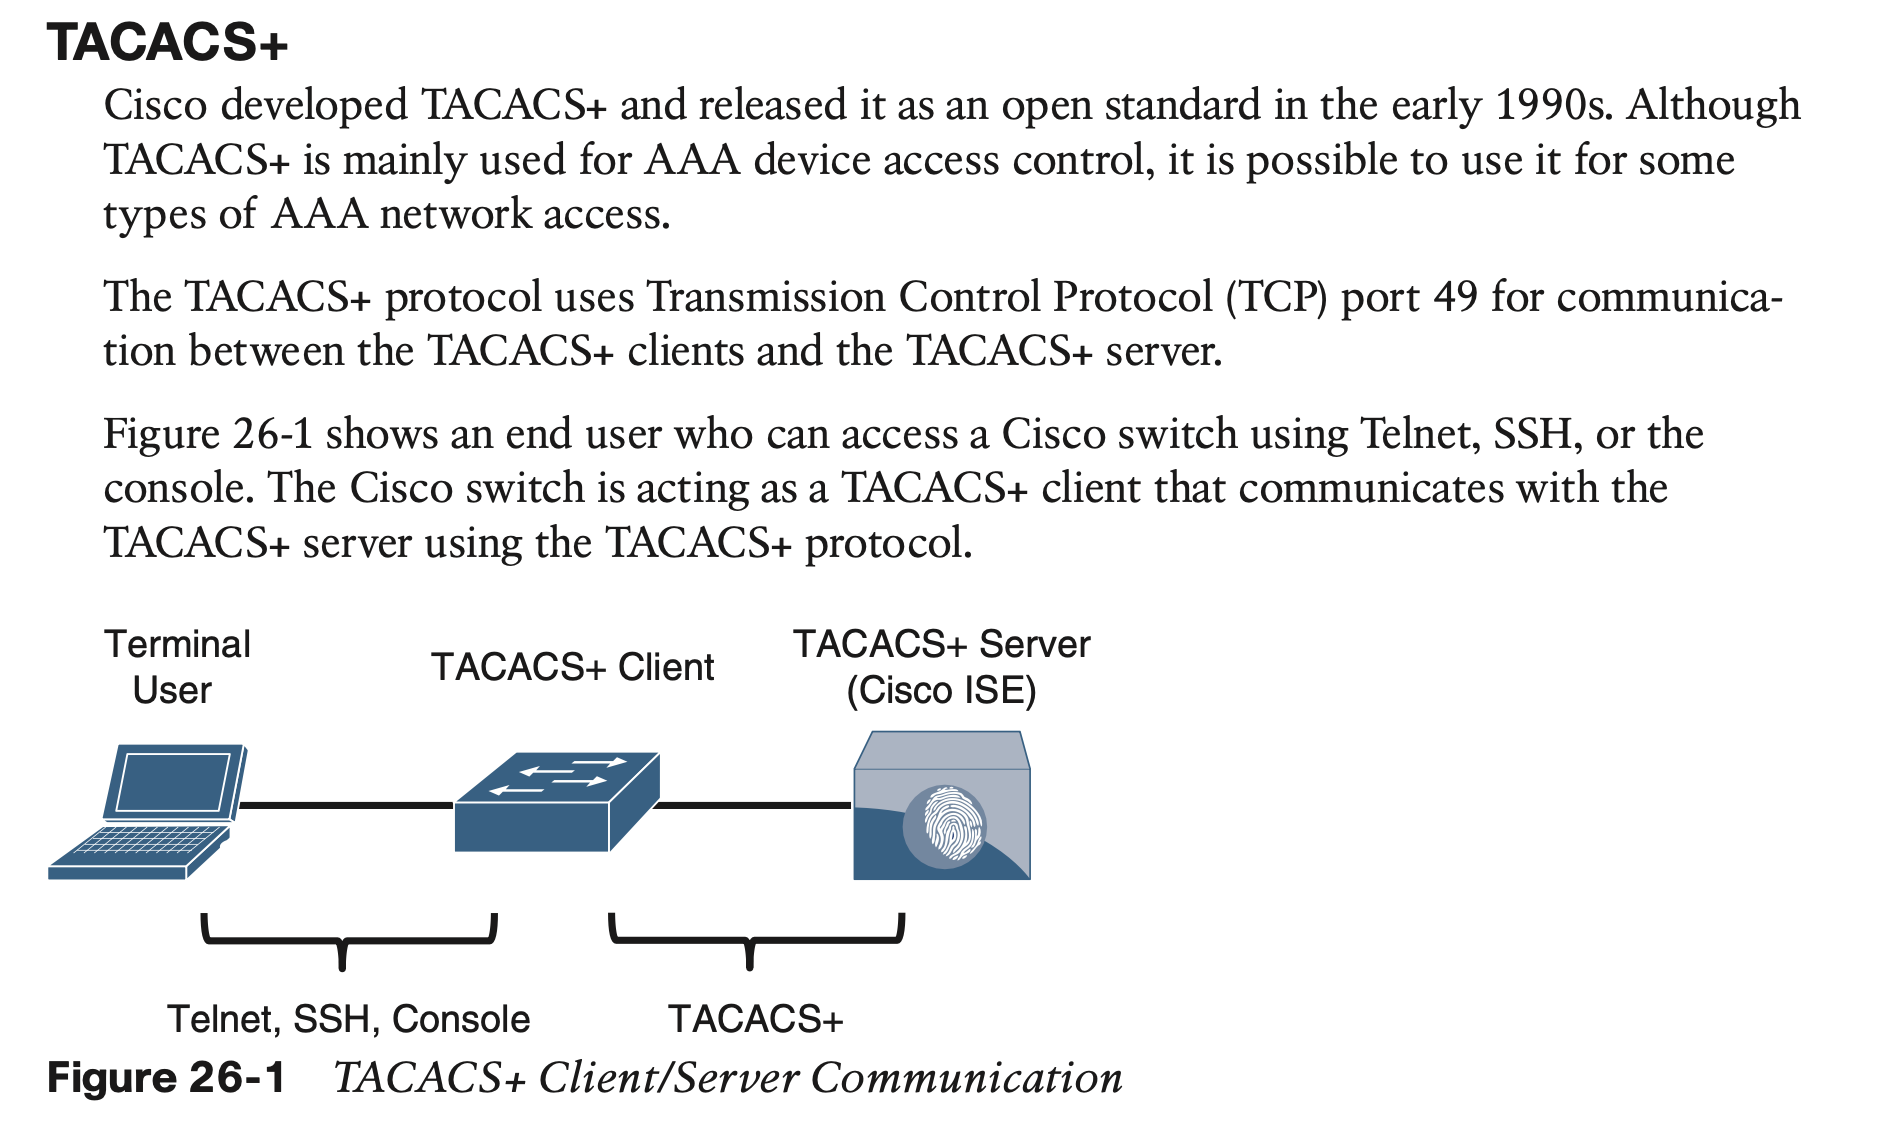 TACACS+
Cisco developed TACACS+ and released it as an open standard in the early 1990s. Although
TACACS+ is mainly used for AAA device access control, it is possible to use it for some
types of AAA network access.
The TACACS+ protocol uses Transmission Control Protocol (TCP) port 49 for communica-
tion between the TACACS+ clients and the TACACS+ server.
Figure 26-1 shows an end user who can access a Cisco switch using Telnet, SSH, or the
console. The Cisco switch is acting as a TACACS+ client that communicates with the
TACACS+ server using the TACACS+ protocol.
Terminal
User
TACACS+ Client
TACACS+ Server
(Cisco ISE)
Telnet, SSH, Console
TACACS+
Figure 26-1 TACACS+ Client/Server Communication